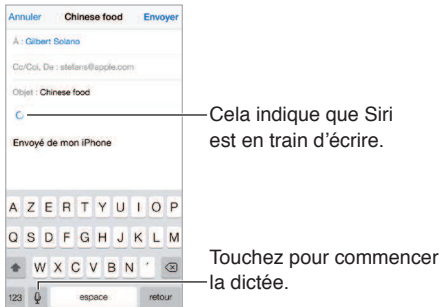 Annuler Chinese food Envoyer
À : Gilbert Solano
Cc/Cci, De : stefans@apple.com
Objet : Chinese food
Cela indique que Siri
est en train d'écrire.
Envoyé de mon iPhone
A Z E R T Y U I O P
Q S D F G H J K L M
W X C V B N '
Touchez pour commencer
la dictée.
123 espace retour